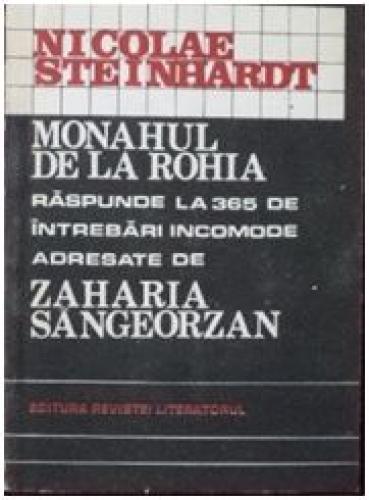 NICOLAE
STEINHARDT
MONAHUL
DE LA ROHIA
RĂSPUNDE LA 365 DE
ÎNTREBĂRI INCOMODE
ADRESATE DE
ZAHARIA
SÂNGEORZAN
EDITURA REVISTEI LITERATORUL